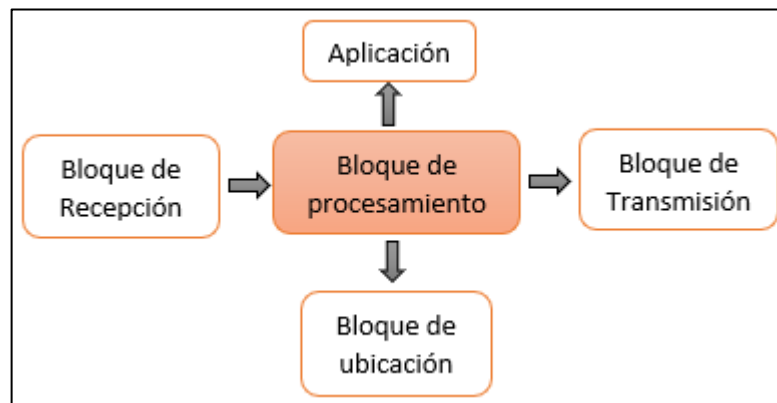 Aplicación
Bloque de
Recepción
Bloque de
procesamiento
Bloque de
Transmisión
Bloque de
ubicación